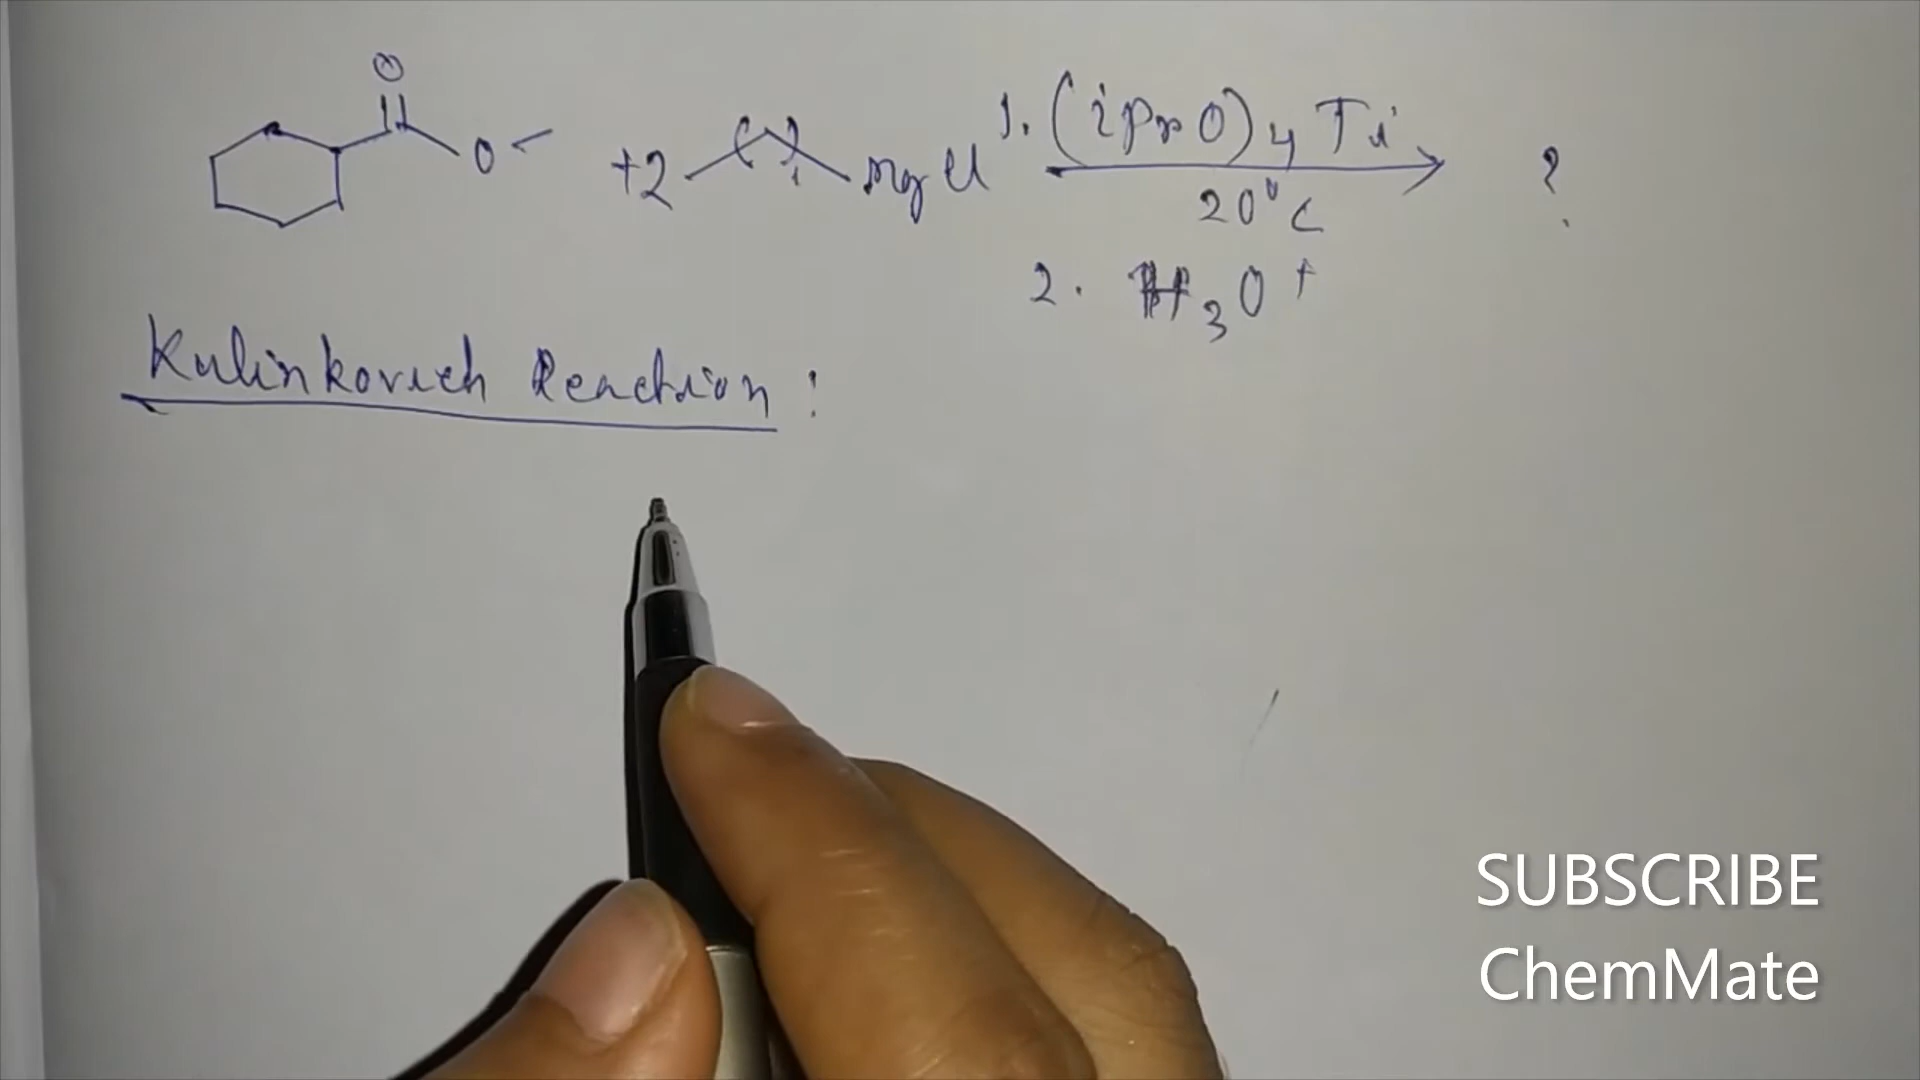 O
O + 2 MgCl 1. (iPrO)4 Ti ?
20°C
2. H3O+
Kulinkovich Reaction :
SUBSCRIBE
ChemMate